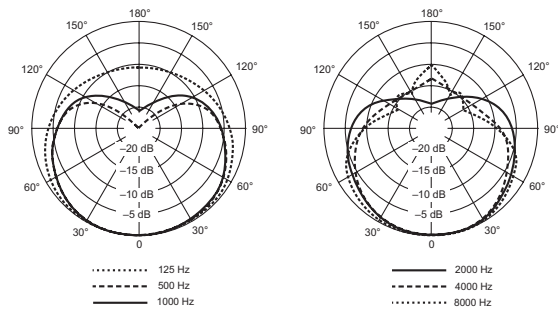 180°
150° 150°
120° 120°
90° 90°
–20 dB
–15 dB
60° 60°
–10 dB
–5 dB
30° 30°
0
125 Hz
500 Hz
1000 Hz
180°
150° 150°
120° 120°
90° 90°
–20 dB
–15 dB
60° 60°
–10 dB
–5 dB
30° 30°
0
2000 Hz
4000 Hz
8000 Hz